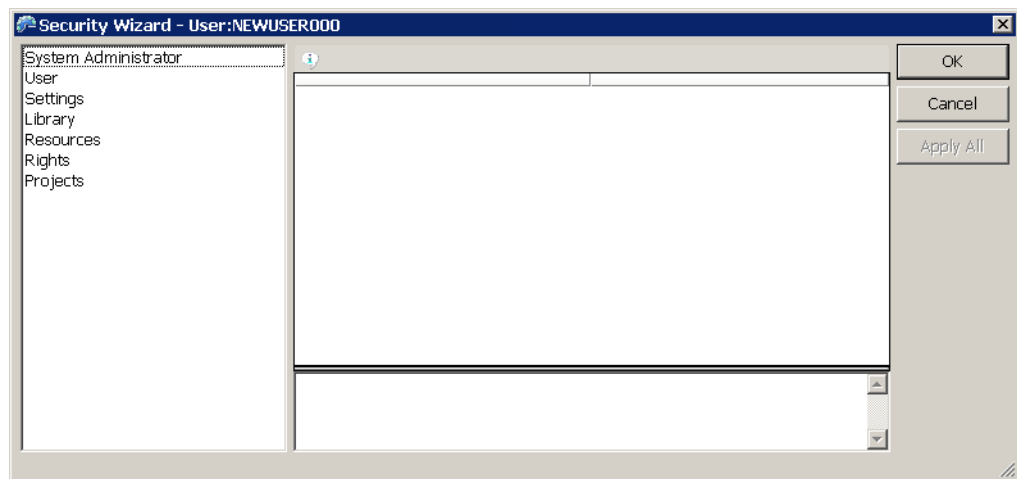 Security Wizard - User:NEWUSER000
System Administrator
User
Settings
Library
Resources
Rights
Projects
OK
Cancel
Apply All